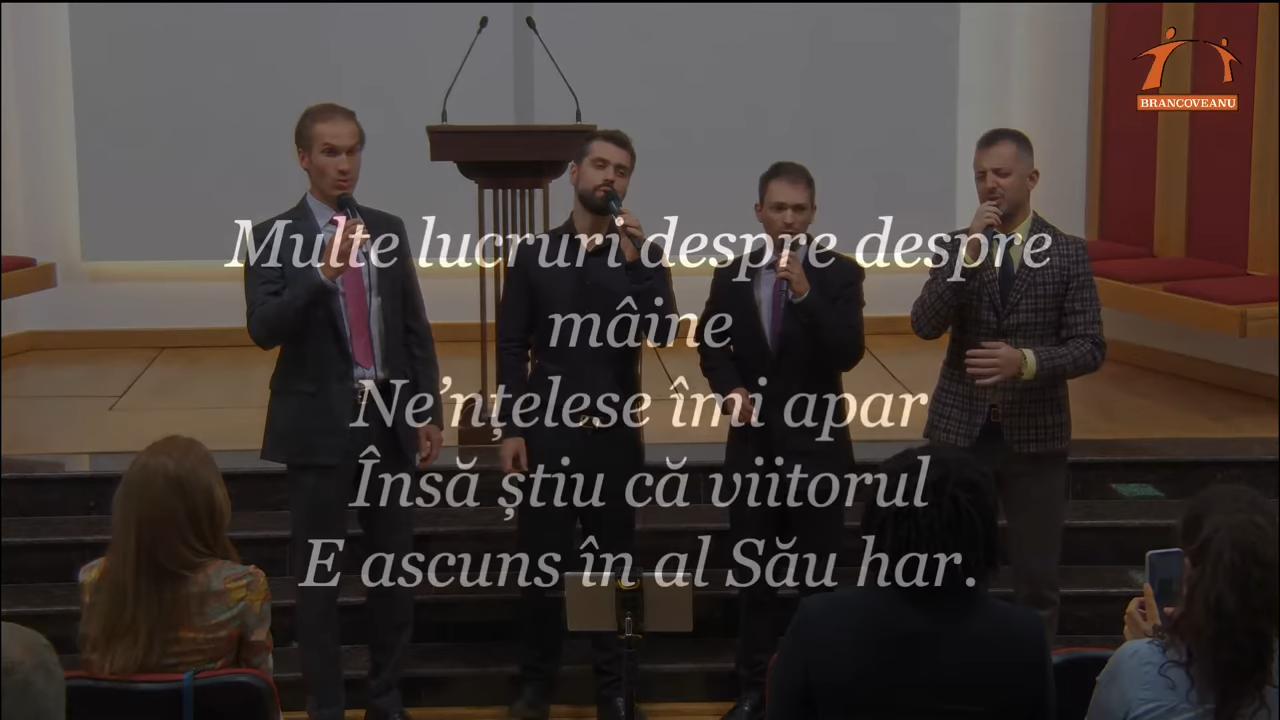 BRANCOVEANU
Multe lucruri despre despre
mâine
Ne’nțelese îmi apar
Însă știu că viitorul
E ascuns în al Său har.